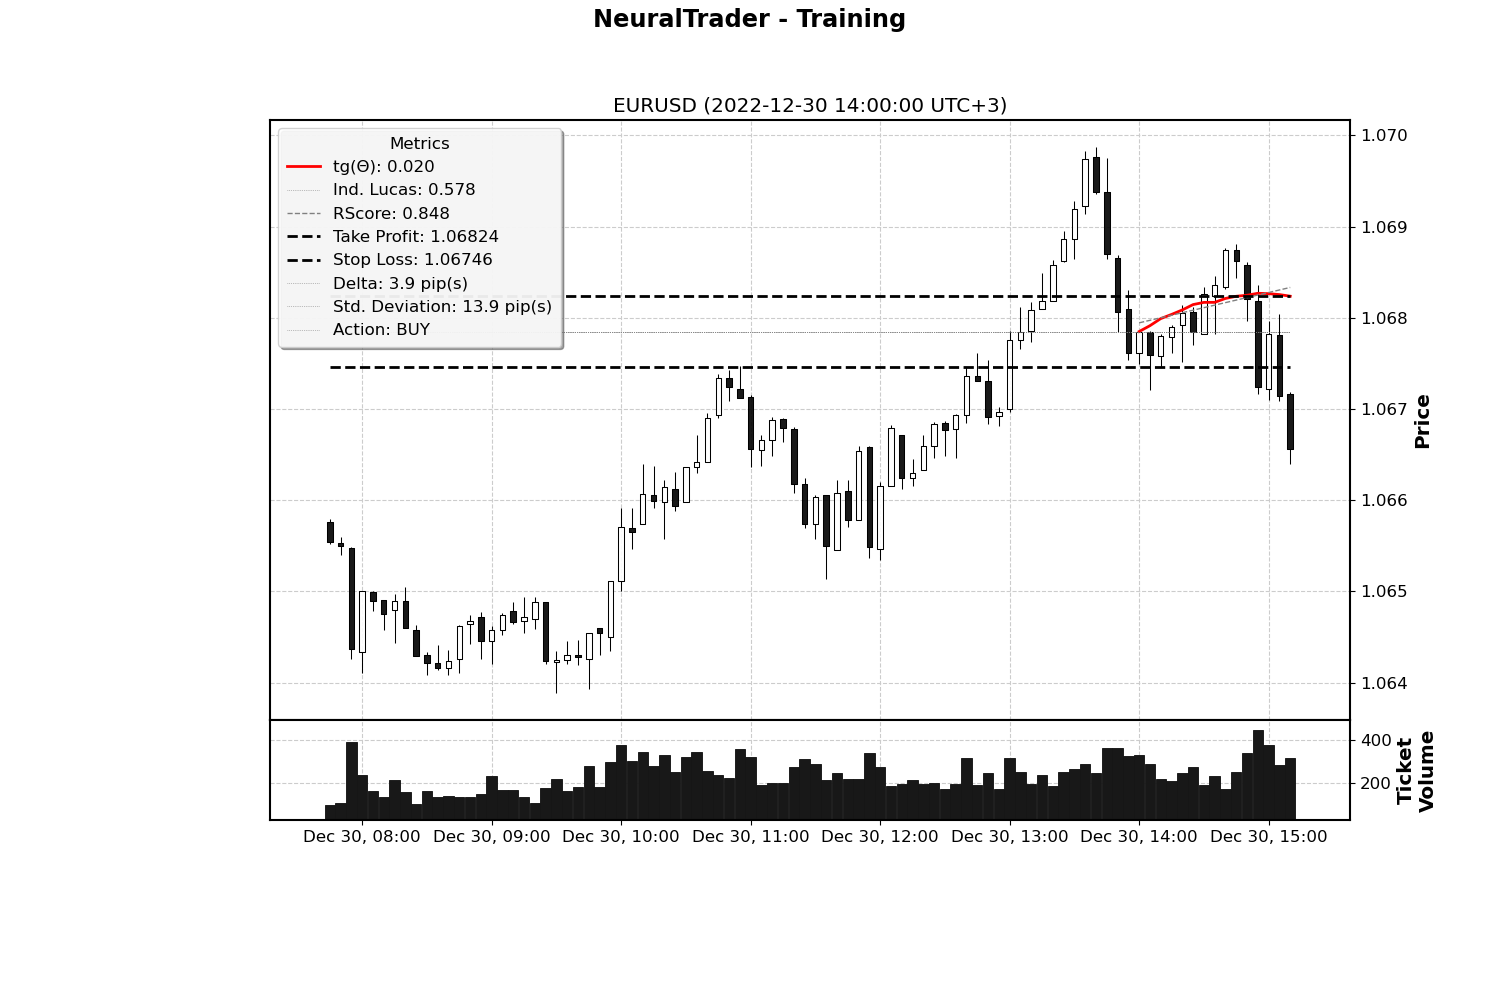 NeuralTrader - Training
EURUSD (2022-12-30 14:00:00 UTC+3)
Metrics
tg(Θ): 0.020
Ind. Lucas: 0.578
RScore: 0.848
Take Profit: 1.06824
Stop Loss: 1.06746
Delta: 3.9 pip(s)
Std. Deviation: 13.9 pip(s)
Action: BUY
1.070
1.069
1.068
1.067
1.066
1.065
1.064
Price
400
200
Ticket
Volume
Dec 30, 08:00 Dec 30, 09:00 Dec 30, 10:00 Dec 30, 11:00 Dec 30, 12:00 Dec 30, 13:00 Dec 30, 14:00 Dec 30, 15:00